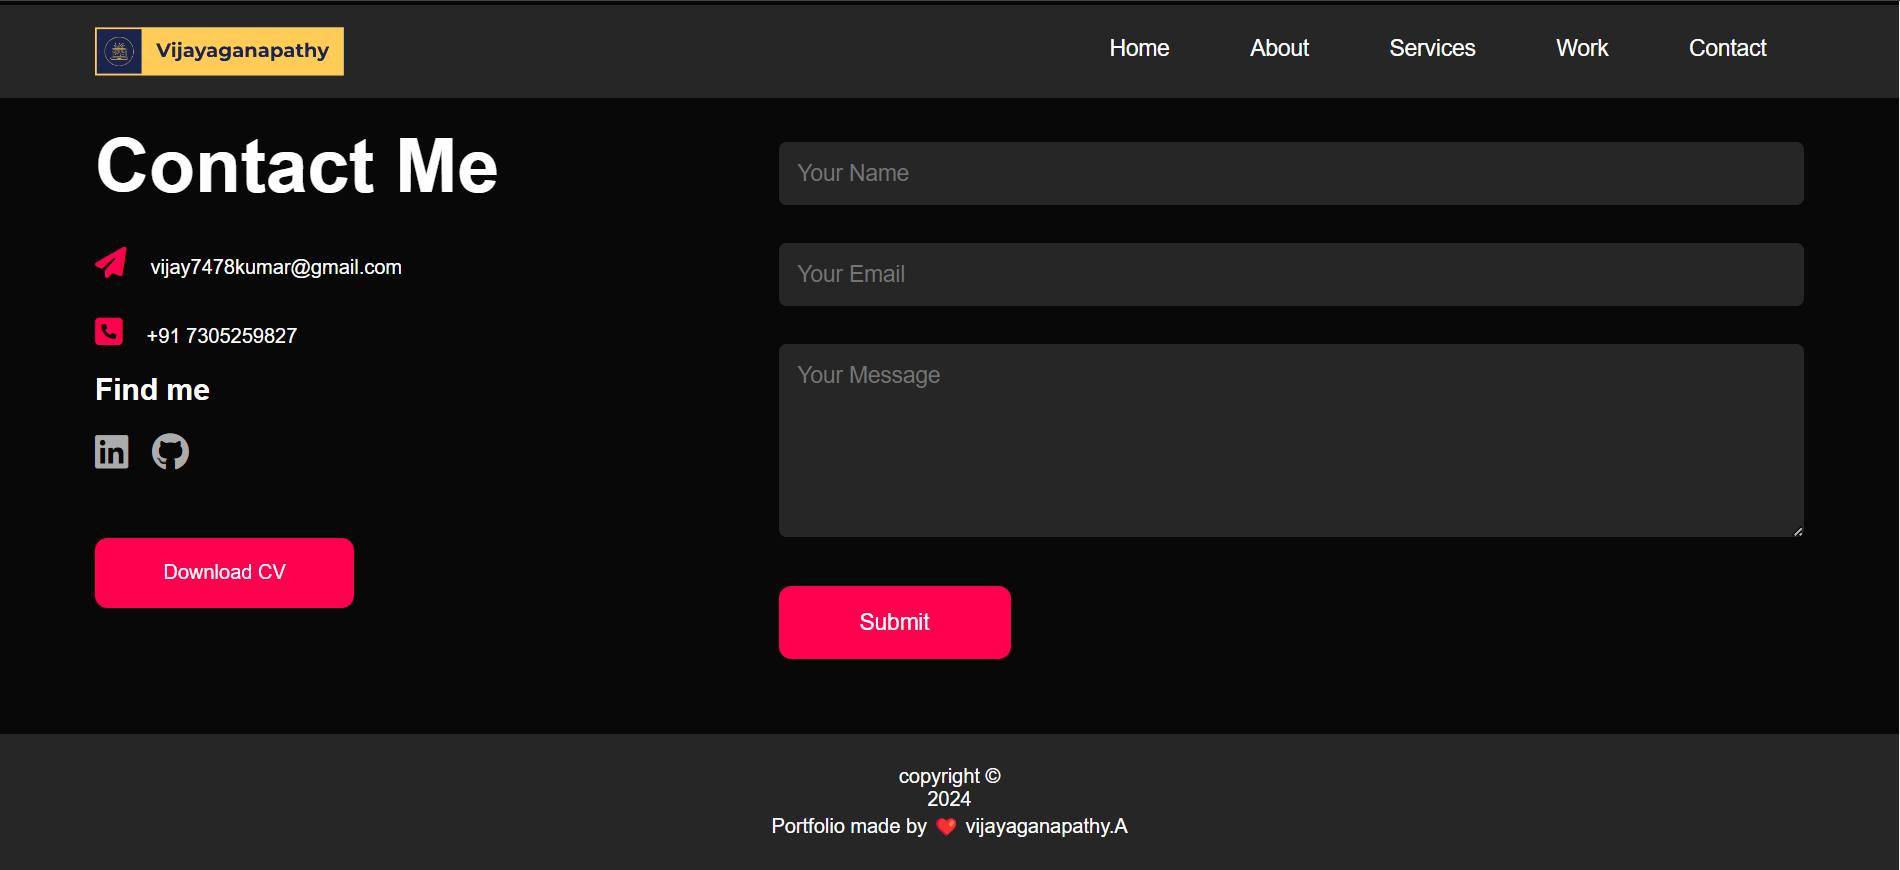 Vijayaganapathy
Home About Services Work Contact
Contact Me
vijay7478kumar@gmail.com
+91 7305259827
Find me
in
Download CV
Your Name
Your Email
Your Message
Submit
copyright ©
2024
Portfolio made by ❤️ vijayaganapathy.A